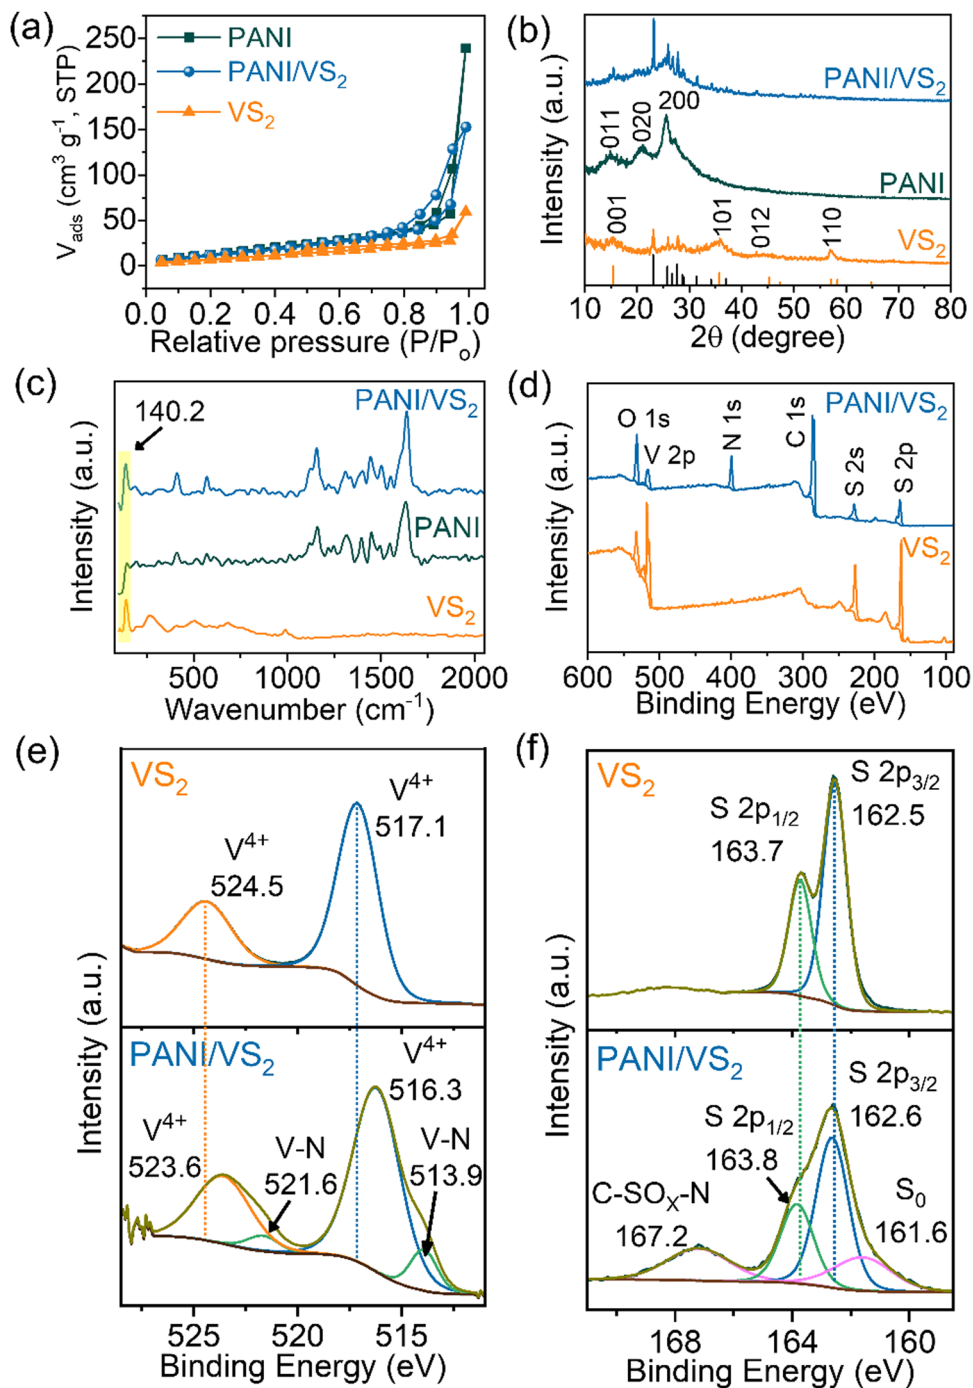 (a)
PANI
PANI/VS₂
VS₂
V_ads (cm³ g⁻¹, STP)
250
200
150
100
50
0
0.0 0.2 0.4 0.6 0.8 1.0
Relative pressure (P/P_o)
(b)
PANI/VS₂
011
020
200
PANI
001
101
012
110
VS₂
Intensity (a.u.)
10 20 30 40 50 60 70 80
2θ (degree)
(c)
140.2
PANI/VS₂
PANI
VS₂
Intensity (a.u.)
500 1000 1500 2000
Wavenumber (cm⁻¹)
(d)
PANI/VS₂
O 1s
V 2p
N 1s
C 1s
S 2s
S 2p
VS₂
Intensity (a.u.)
600 500 400 300 200 100
Binding Energy (eV)
(e)
VS₂
V⁴⁺
517.1
V⁴⁺
524.5
PANI/VS₂
V⁴⁺
516.3
V⁴⁺
523.6
V-N
521.6
V-N
513.9
Intensity (a.u.)
525 520 515
Binding Energy (eV)
(f)
VS₂
S 2p₃/₂
162.5
S 2p₁/₂
163.7
PANI/VS₂
S 2p₃/₂
162.6
S 2p₁/₂
163.8
C-SOₓ-N
167.2
S₀
161.6
Intensity (a.u.)
168 164 160
Binding Energy (eV)